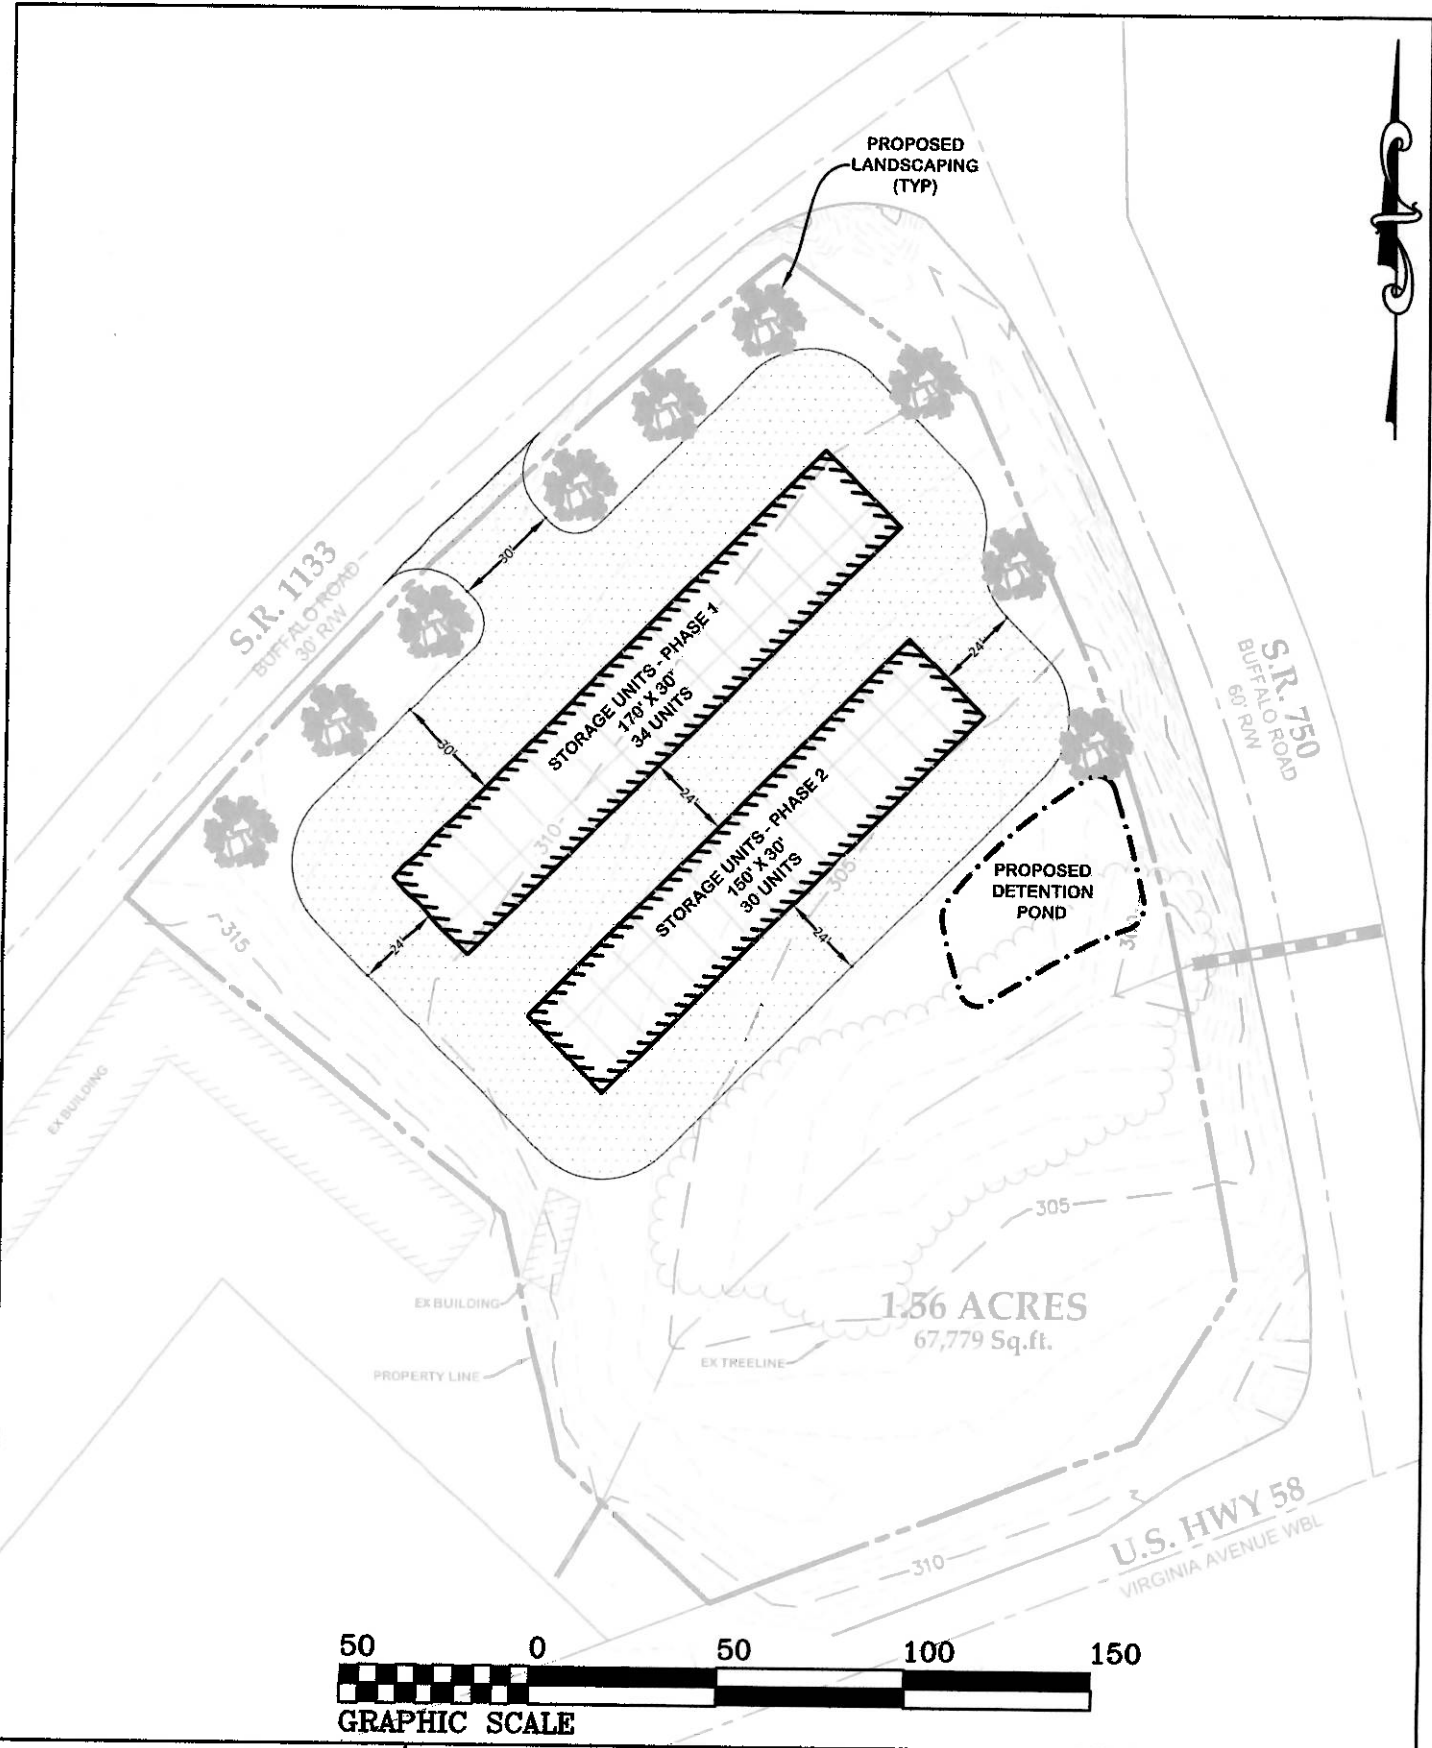 PROPOSED
LANDSCAPING
(TYP)
S.R. 1133
BUFFALO ROAD
30' R/W
30'
STORAGE UNITS - PHASE 1
170' X 30'
34 UNITS
30'
24'
24'
STORAGE UNITS - PHASE 2
150' X 30'
30 UNITS
24'
24'
S.R. 750
BUFFALO ROAD
60' R/W
PROPOSED
DETENTION
POND
310
305
315
EX BUILDING
305
EX BUILDING
1.56 ACRES
67,779 Sq.ft.
EX TREELINE
PROPERTY LINE
U.S. HWY 58
VIRGINIA AVENUE WBL
310
50 0 50 100 150
GRAPHIC SCALE